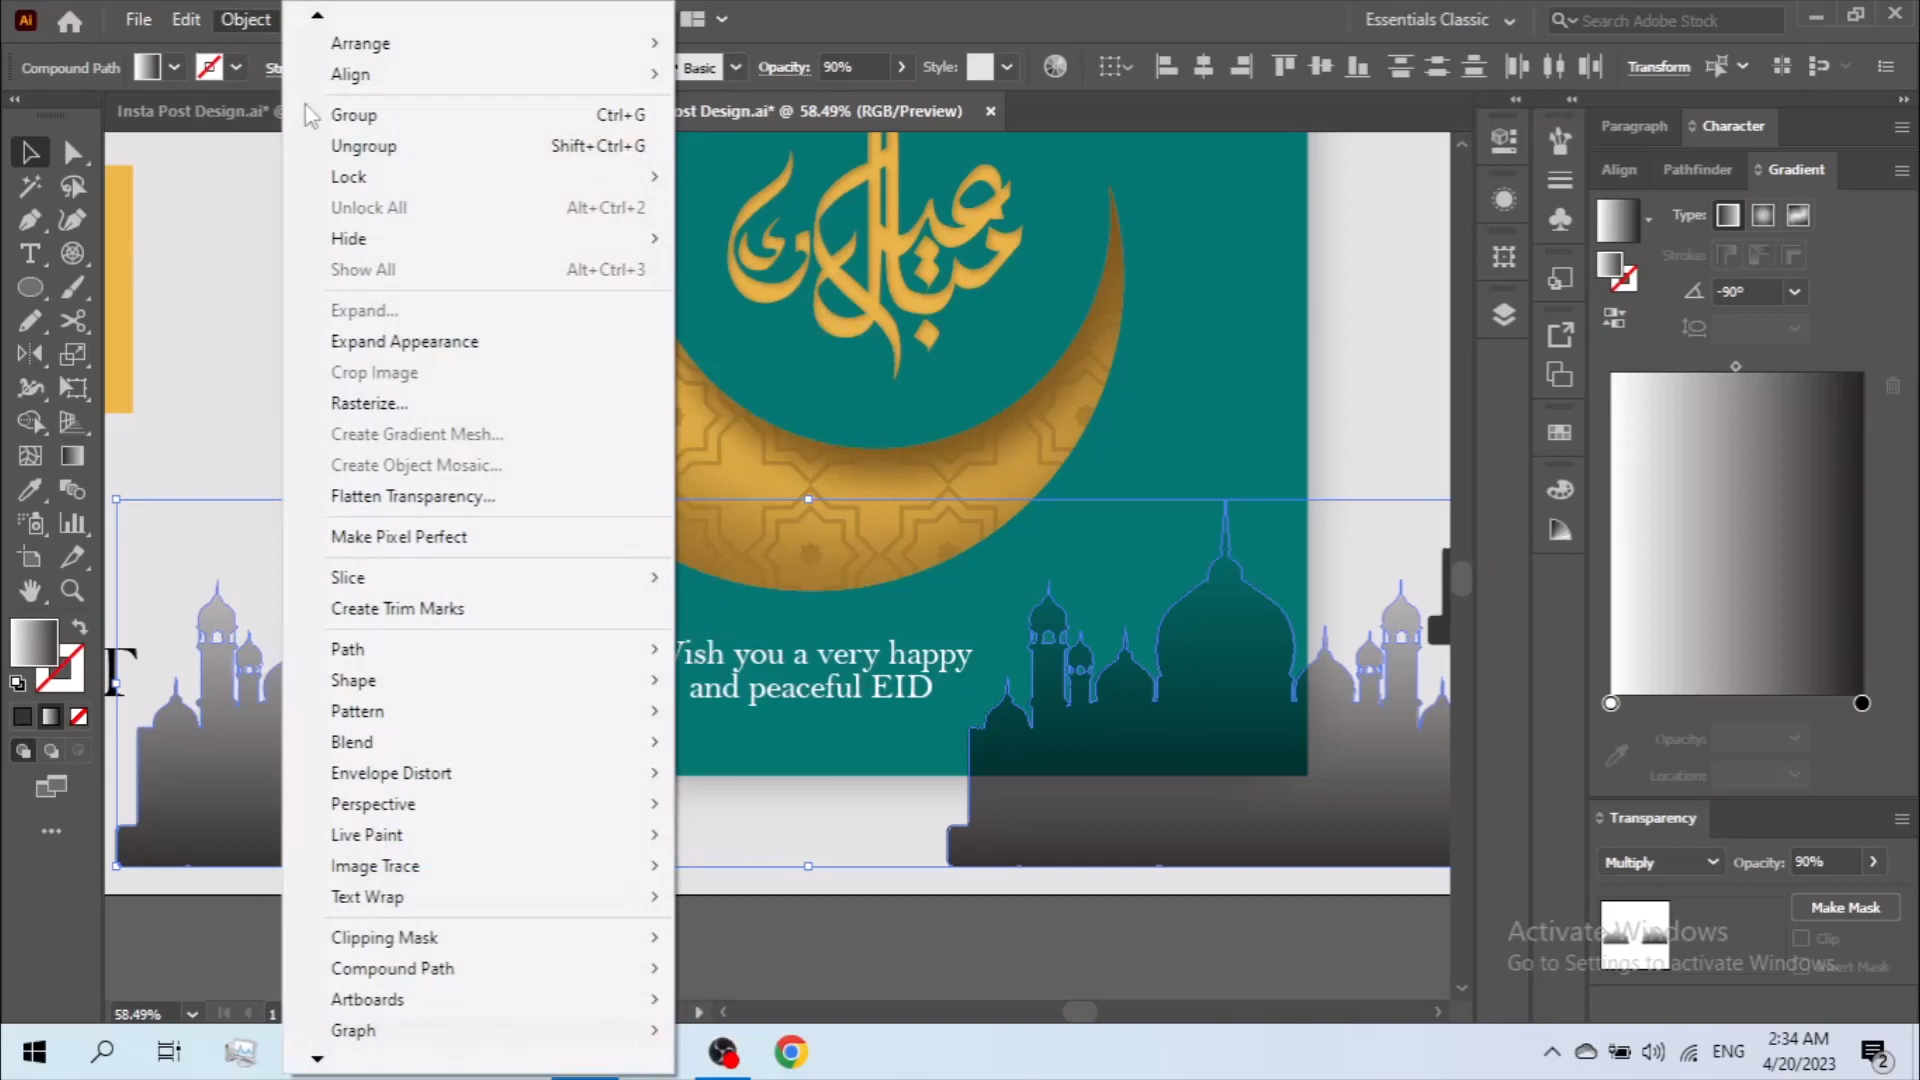 Ai
File
Edit
Object
Essentials Classic
Search Adobe Stock
Compound Path
Basic
Opacity:
90%
Style:
Transform
Insta Post Design.ai*
ost Design.ai* @ 58.49% (RGB/Preview)
Arrange
Align
Group Ctrl+G
Ungroup Shift+Ctrl+G
Lock
Unlock All Alt+Ctrl+2
Hide
Show All Alt+Ctrl+3
Expand...
Expand Appearance
Crop Image
Rasterize...
Create Gradient Mesh...
Create Object Mosaic...
Flatten Transparency...
Make Pixel Perfect
Slice
Create Trim Marks
Path
Shape
Pattern
Blend
Envelope Distort
Perspective
Live Paint
Image Trace
Text Wrap
Clipping Mask
Compound Path
Artboards
Graph
عيد مبارك
ish you a very happy
and peaceful EID
T
Paragraph
Character
Align
Pathfinder
Gradient
Type:
Stroke:
-90°
Opacity:
Location:
Transparency
Multiply
Opacity:
90%
Make Mask
Clip
Invert Mask
Activate Windows
Go to Settings to activate Windows.
58.49%
1
ENG
2:34 AM
4/20/2023
2